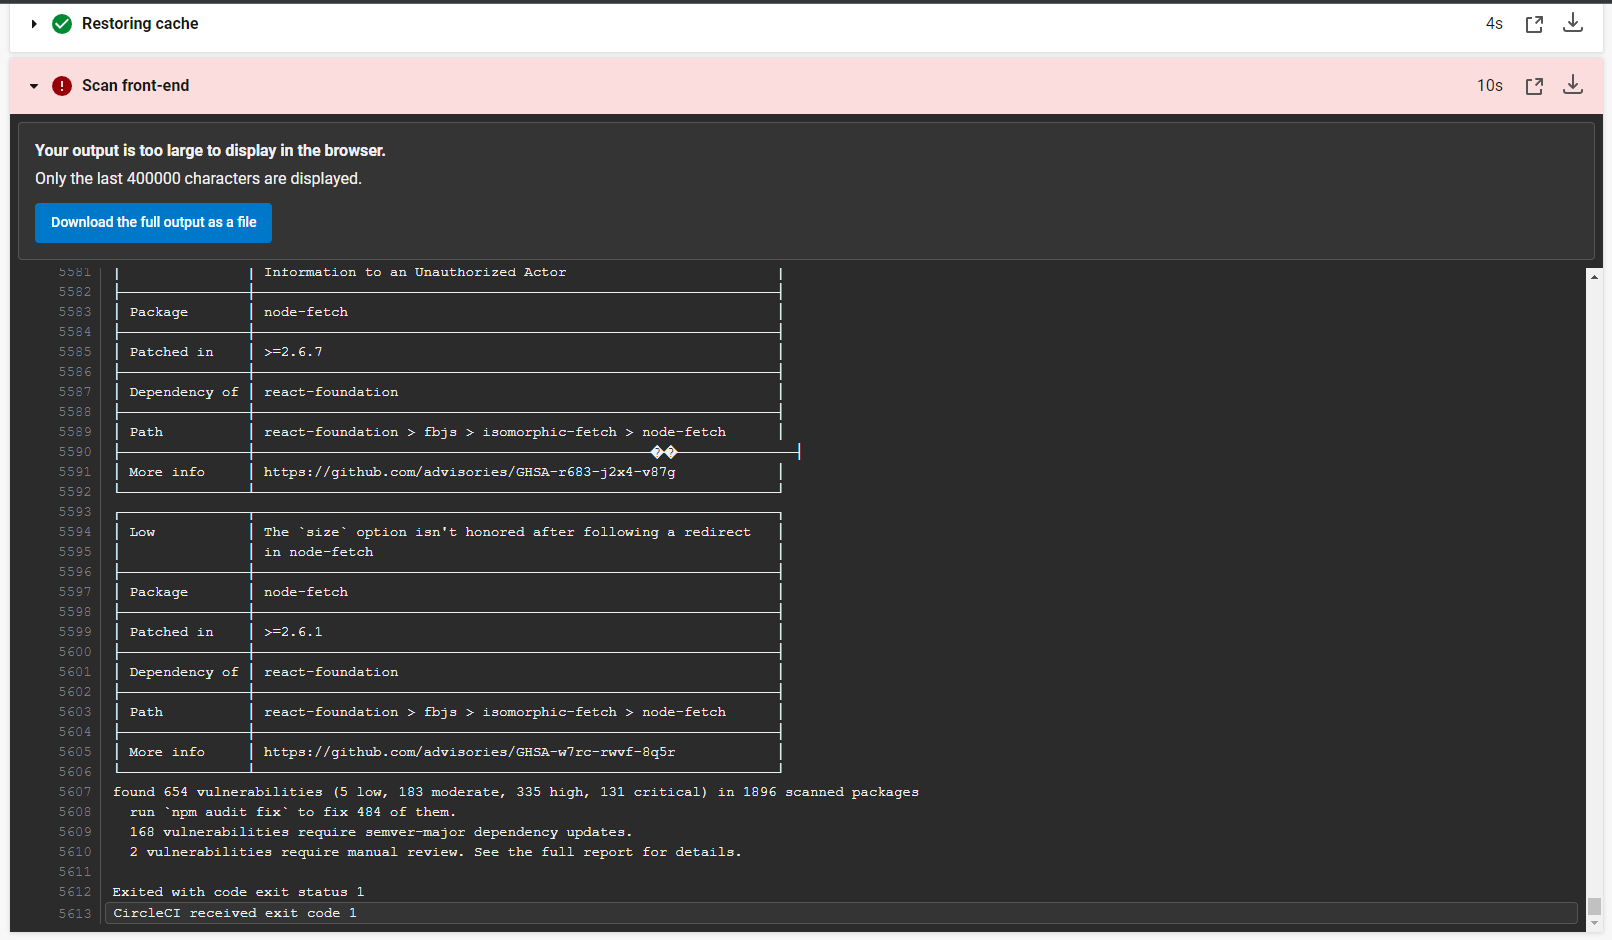 Restoring cache 4s
Scan front-end 10s
Your output is too large to display in the browser.
Only the last 400000 characters are displayed.
Download the full output as a file
5581 Information to an Unauthorized Actor
5582
5583 Package node-fetch
5584
5585 Patched in >=2.6.7
5586
5587 Dependency of react-foundation
5588
5589 Path react-foundation > fbjs > isomorphic-fetch > node-fetch
5590 ��
5591 More info https://github.com/advisories/GHSA-r683-j2x4-v87g
5592
5593
5594 Low The `size` option isn't honored after following a redirect
5595 in node-fetch
5596
5597 Package node-fetch
5598
5599 Patched in >=2.6.1
5600
5601 Dependency of react-foundation
5602
5603 Path react-foundation > fbjs > isomorphic-fetch > node-fetch
5604
5605 More info https://github.com/advisories/GHSA-w7rc-rwvf-8q5r
5606
5607 found 654 vulnerabilities (5 low, 183 moderate, 335 high, 131 critical) in 1896 scanned packages
5608 run `npm audit fix` to fix 484 of them.
5609 168 vulnerabilities require semver-major dependency updates.
5610 2 vulnerabilities require manual review. See the full report for details.
5611
5612 Exited with code exit status 1
5613 CircleCI received exit code 1